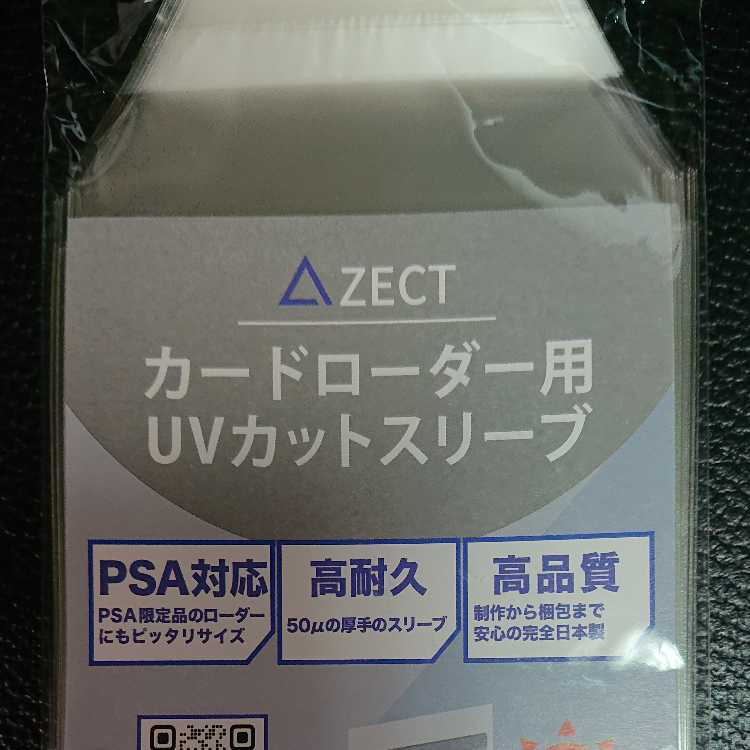 ZECT
カードローダー用
UVカットスリーブ
PSA対応
PSA限定品のローダー
にもピッタリサイズ
高耐久
50μの厚手のスリーブ
高品質
制作から梱包まで
安心の完全日本製